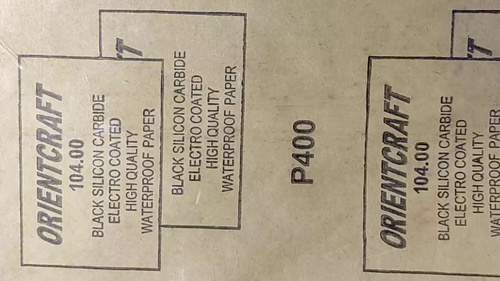 ORIENTCRAFT
104.00
BLACK SILICON CARBIDE
ELECTRO COATED
HIGH QUALITY
WATERPROOF PAPER
FT
BLACK SILICON CARBIDE
ELECTRO COATED
HIGH QUALITY
WATERPROOF PAPER
P400
ORIENTCRAFT
104.00
BLACK SILICON CARBIDE
ELECTRO COATED
HIGH QUALITY
WATERPROOF PAPER